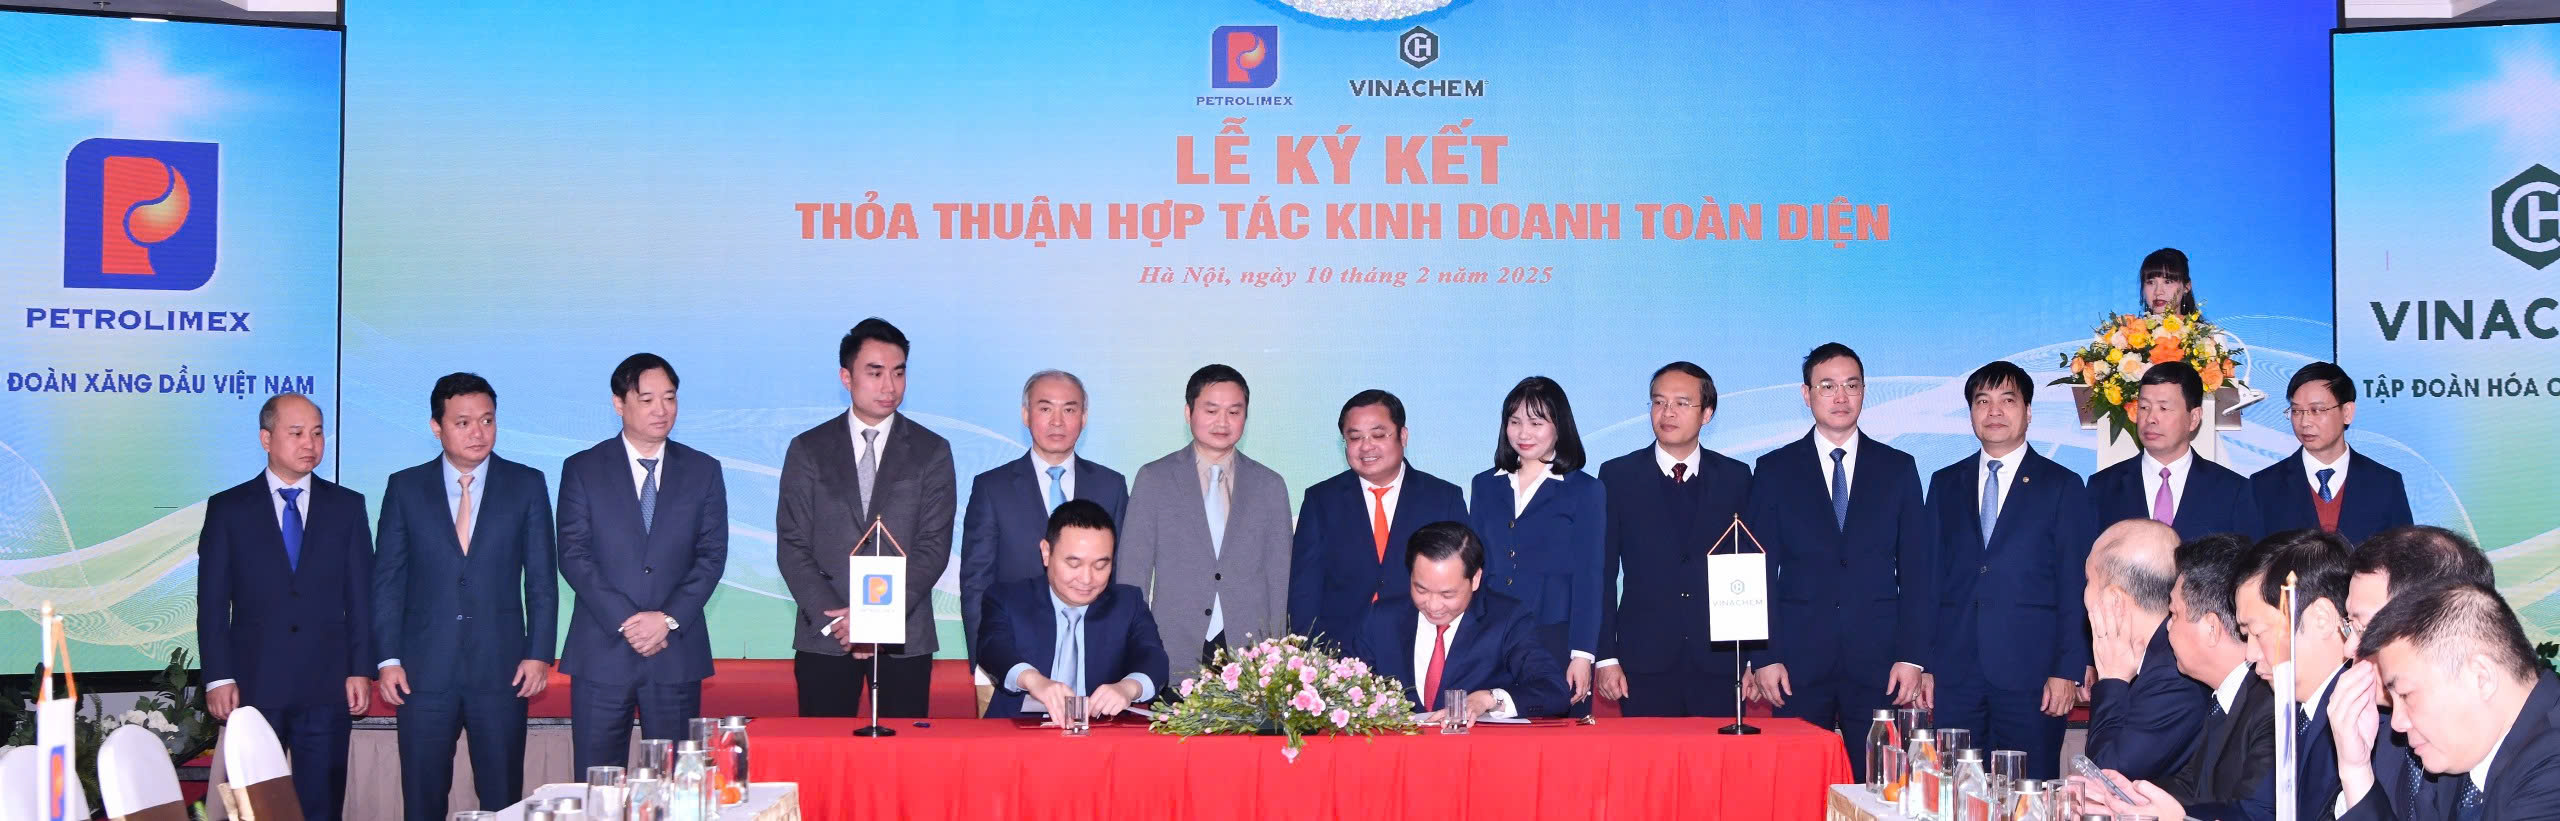 PETROLIMEX
ĐOÀN XĂNG DẦU VIỆT NAM
PETROLIMEX
VINACHEM
LỄ KÝ KẾT
THỎA THUẬN HỢP TÁC KINH DOANH TOÀN DIỆN
Hà Nội, ngày 10 tháng 2 năm 2025
VINAC
TẬP ĐOÀN HÓA C
PETROLIMEX
VINACHEM